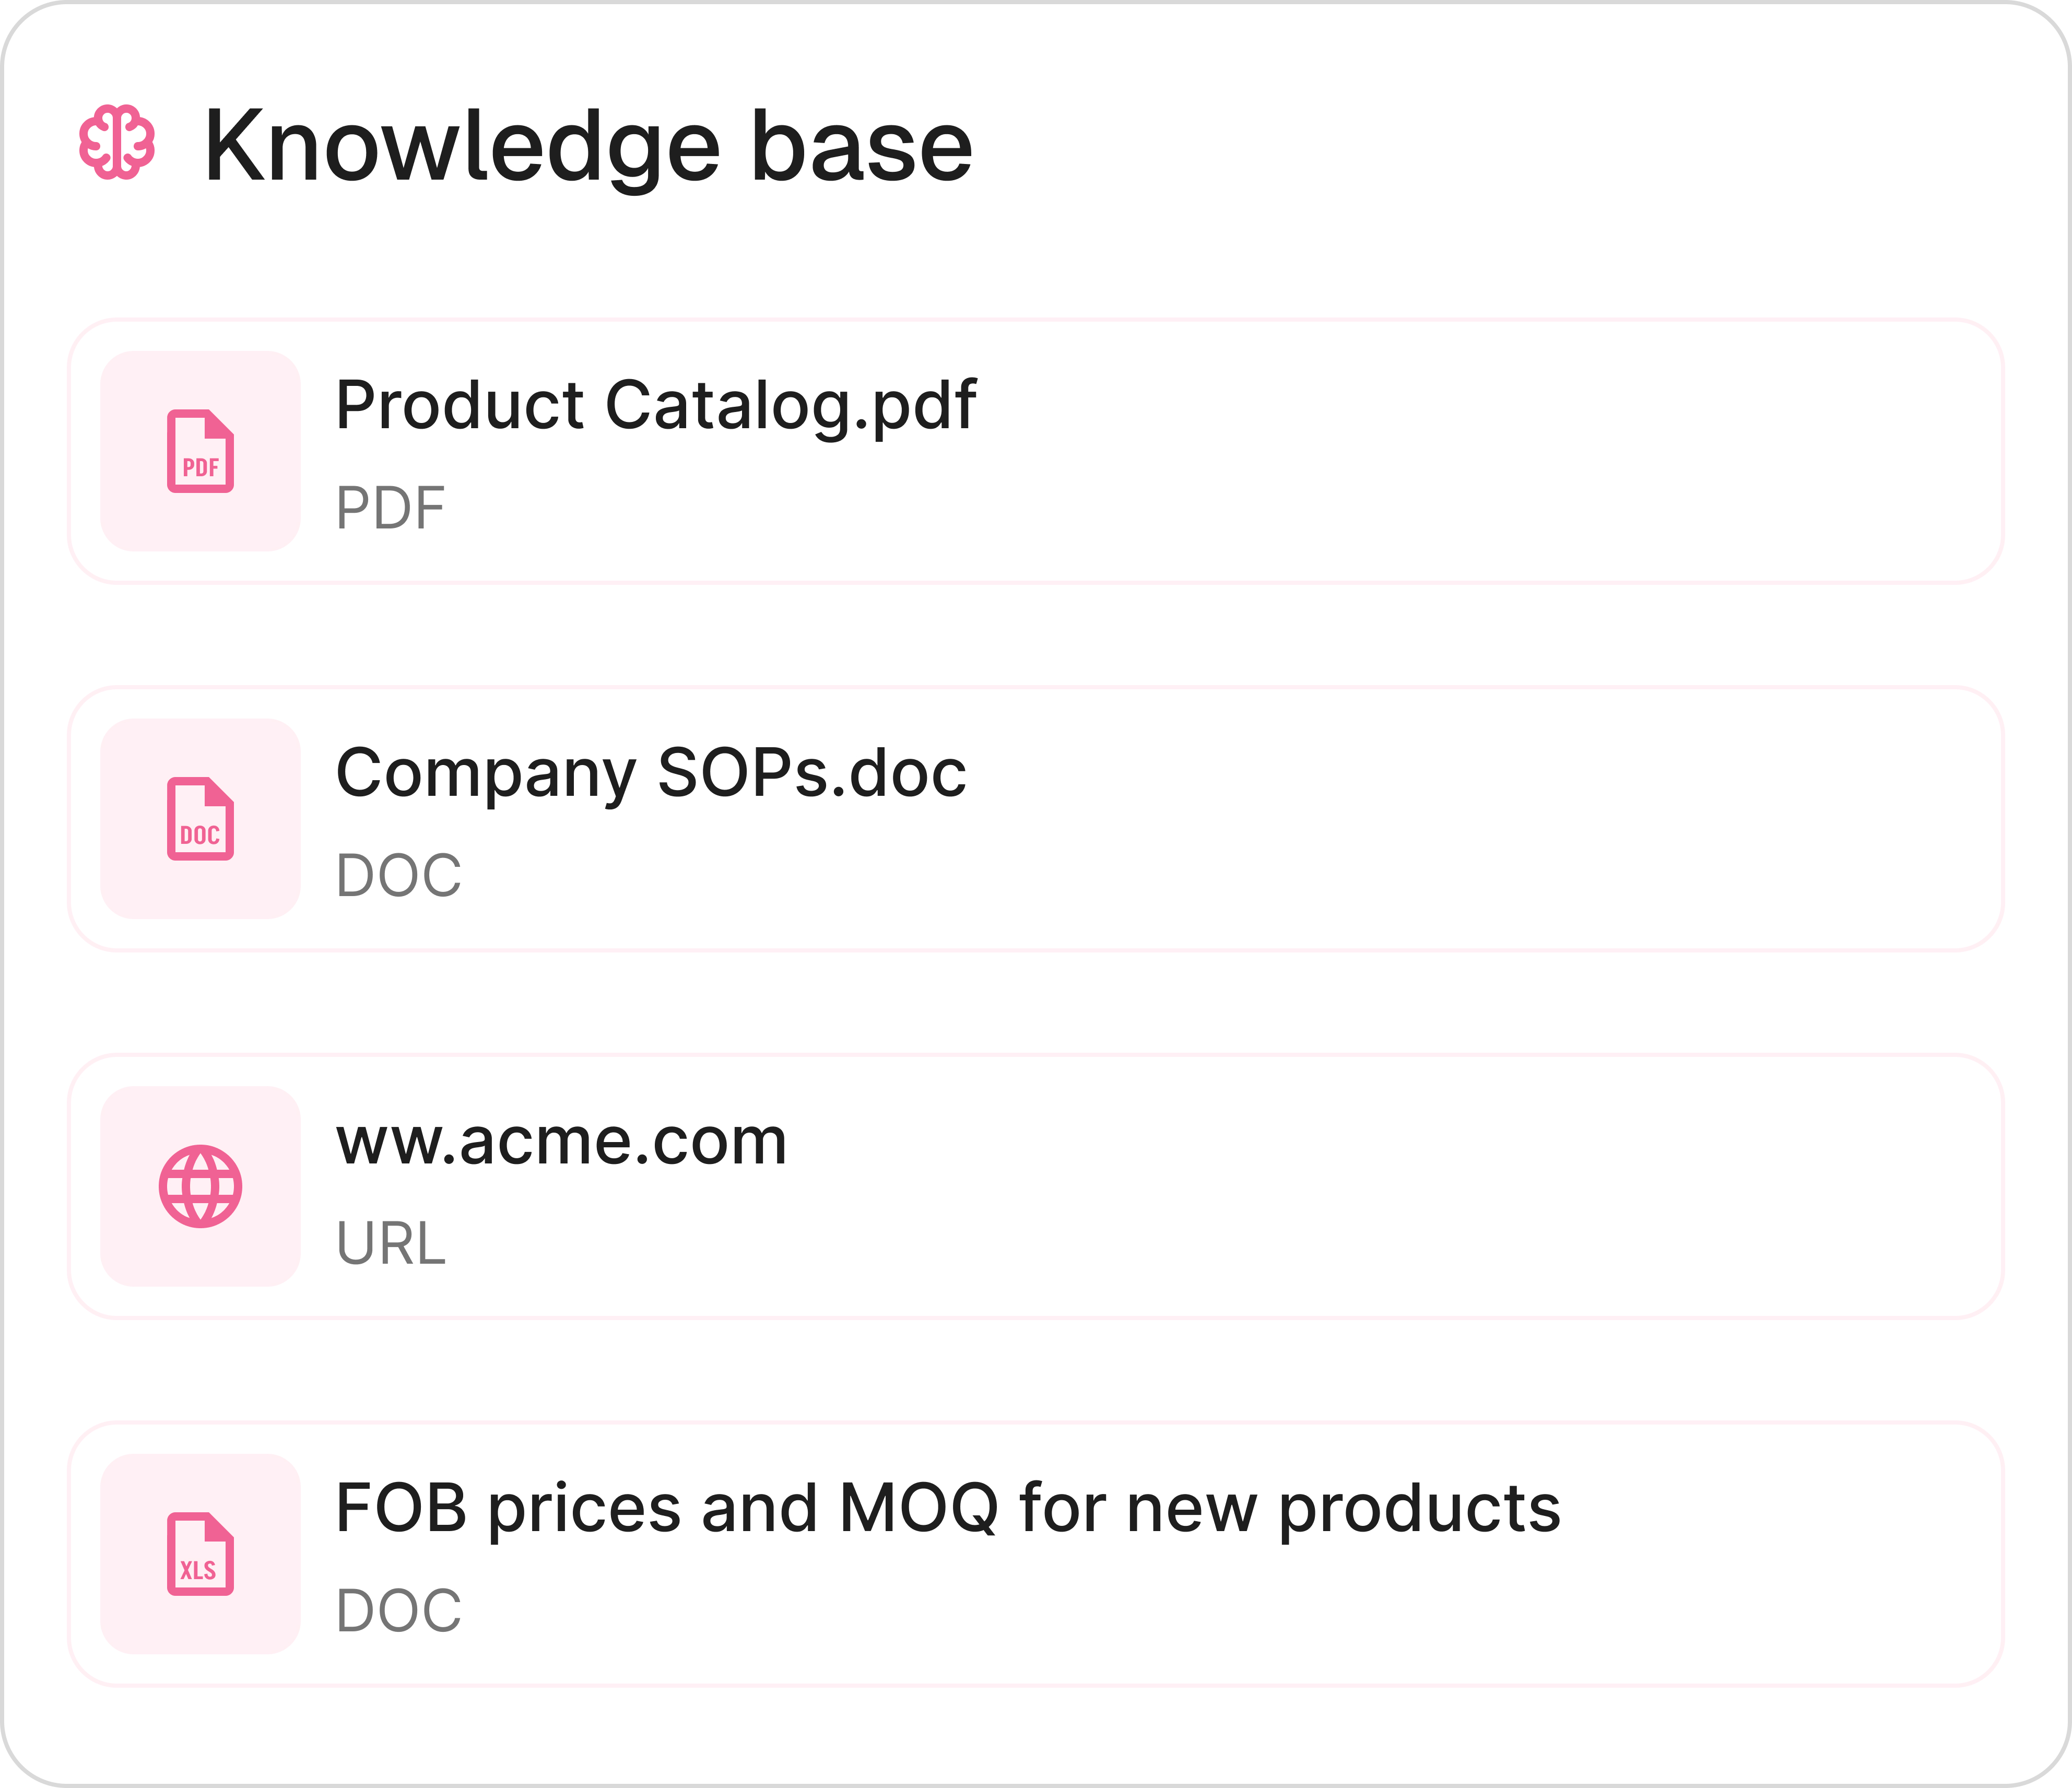 Knowledge base
Product Catalog.pdf
PDF
PDF
Company SOPs.doc
DOC
DOC
ww.acme.com
URL
FOB prices and MOQ for new products
XLS
DOC